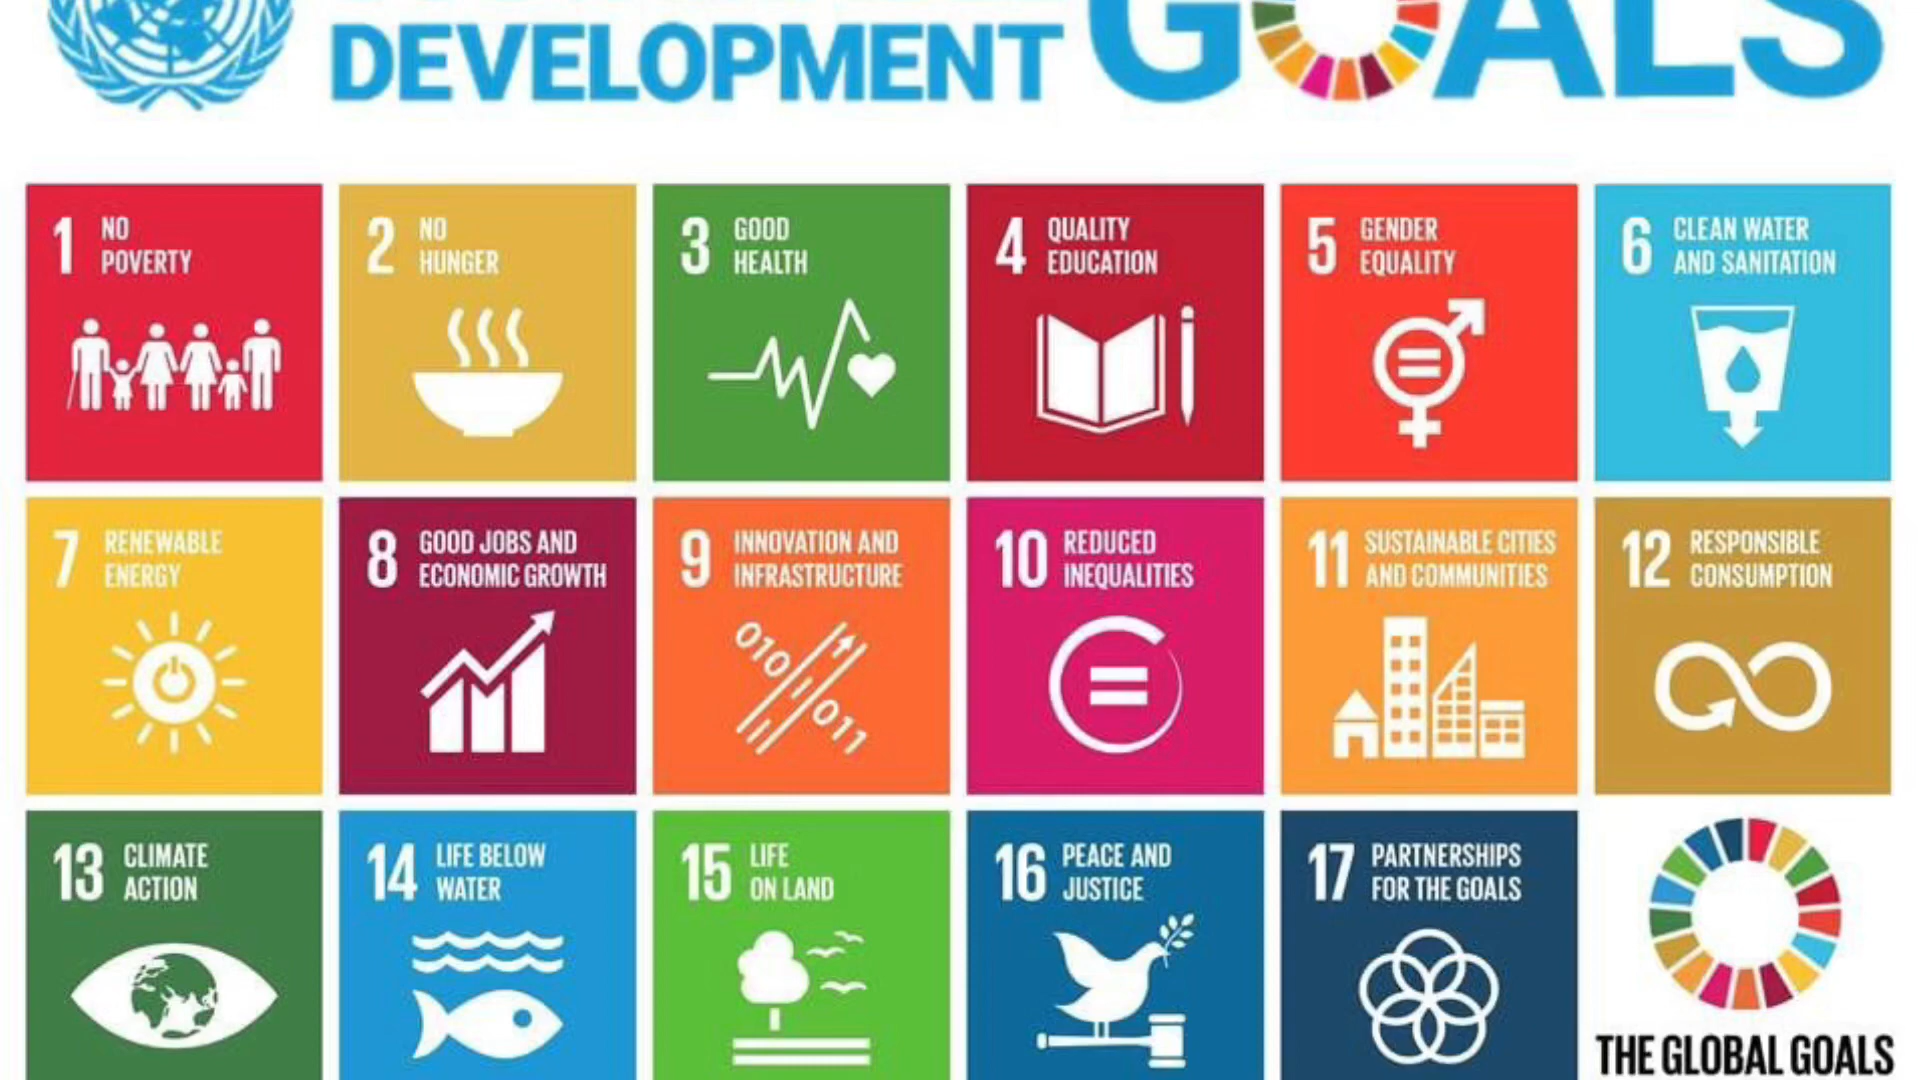 DEVELOPMENT GOALS
1 NO
POVERTY
2 NO
HUNGER
3 GOOD
HEALTH
4 QUALITY
EDUCATION
5 GENDER
EQUALITY
6 CLEAN WATER
AND SANITATION
7 RENEWABLE
ENERGY
8 GOOD JOBS AND
ECONOMIC GROWTH
9 INNOVATION AND
INFRASTRUCTURE
010
011
10 REDUCED
INEQUALITIES
11 SUSTAINABLE CITIES
AND COMMUNITIES
12 RESPONSIBLE
CONSUMPTION
13 CLIMATE
ACTION
14 LIFE BELOW
WATER
15 LIFE
ON LAND
16 PEACE AND
JUSTICE
17 PARTNERSHIPS
FOR THE GOALS
THE GLOBAL GOALS